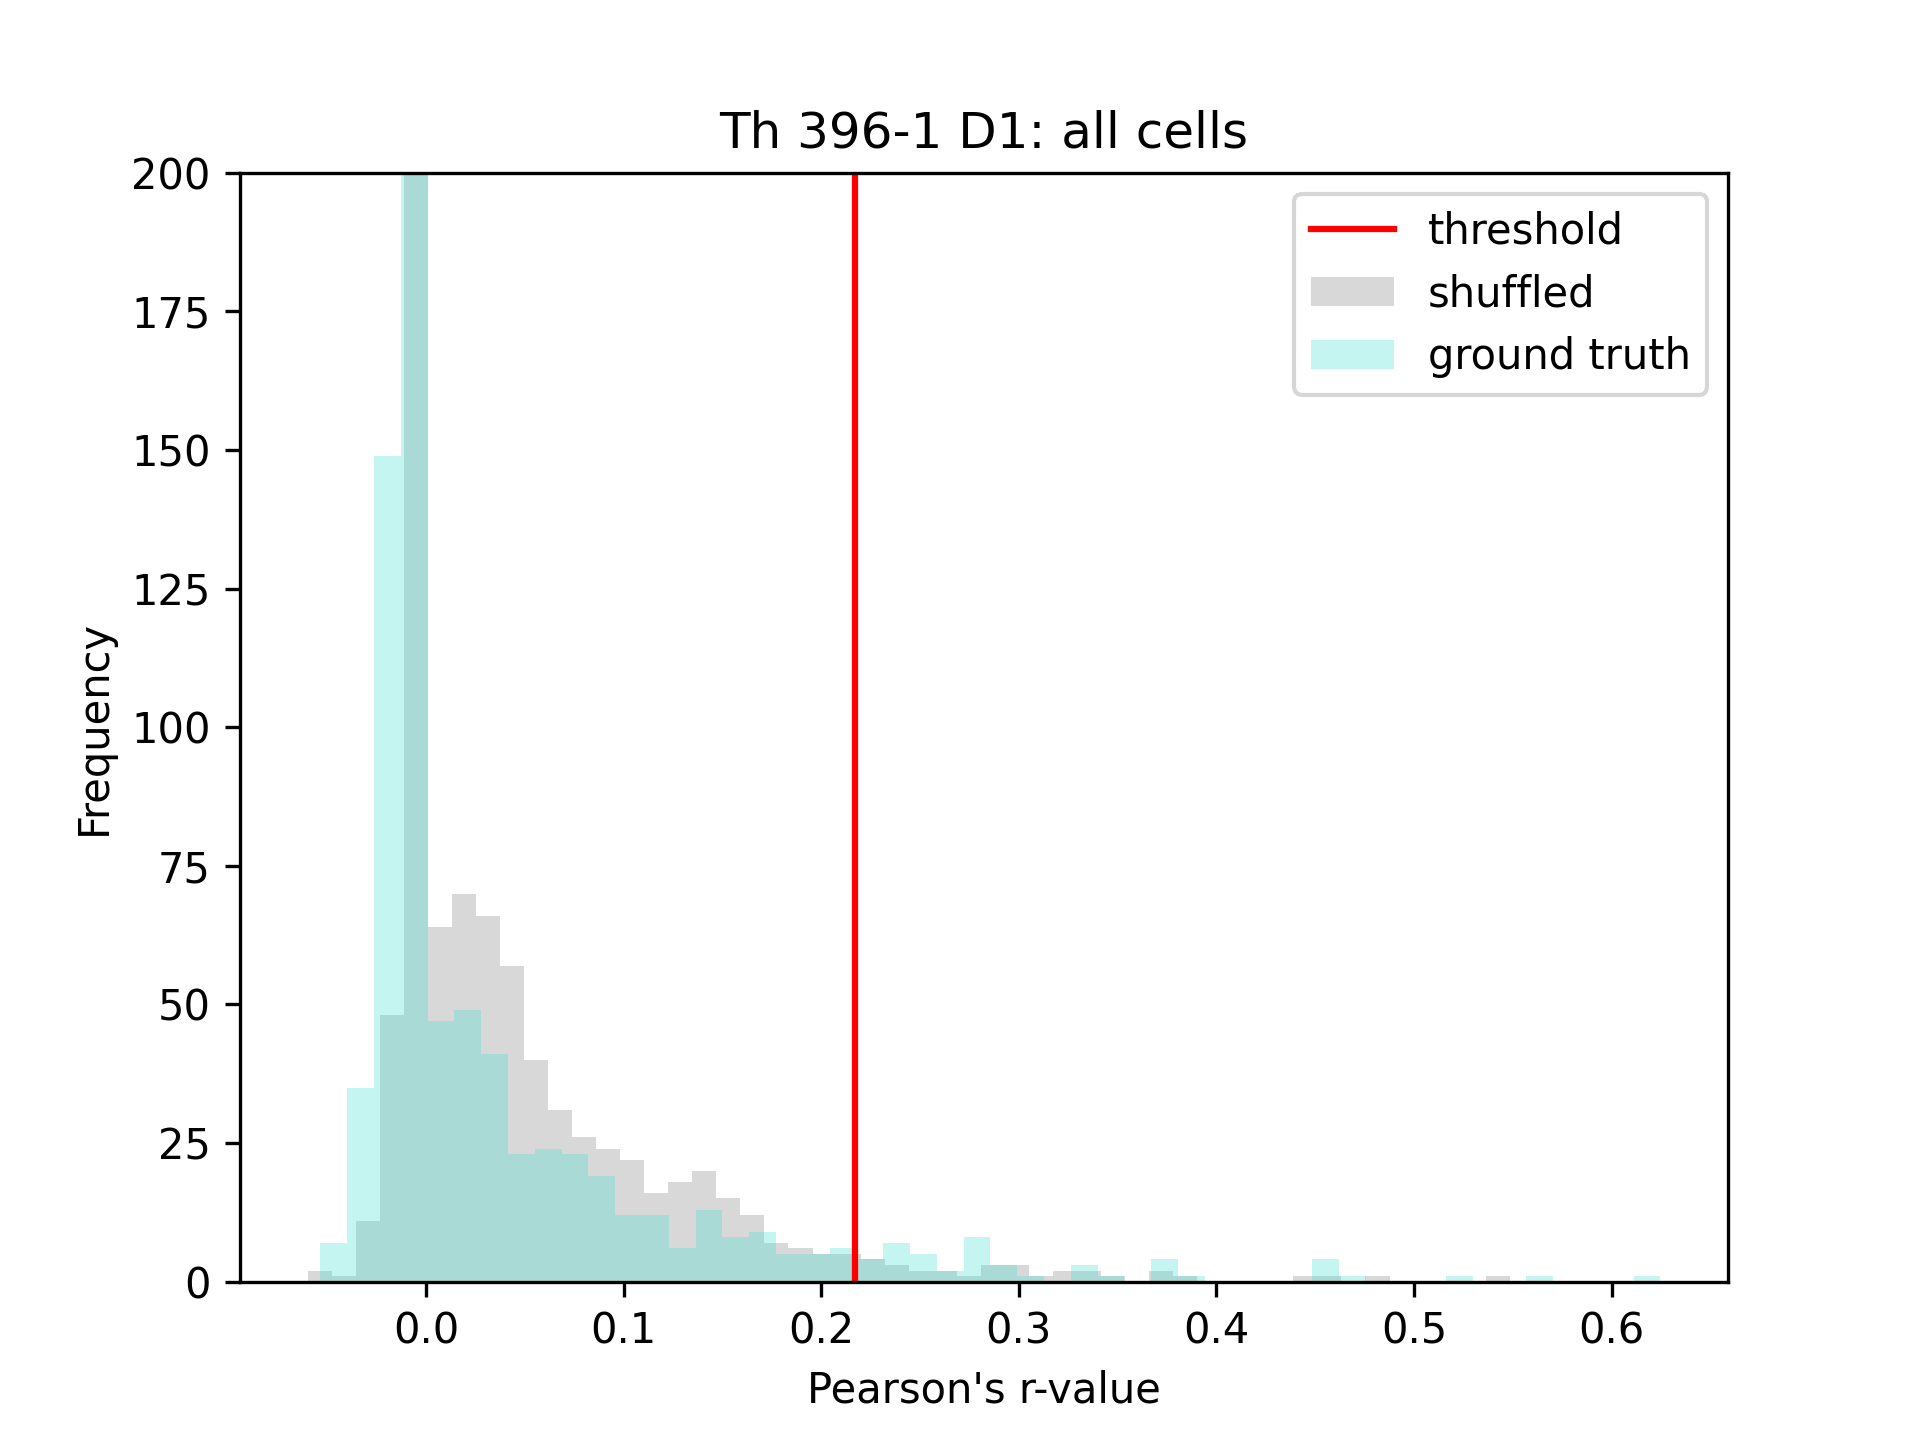 Th 396-1 D1: all cells
threshold
shuffled
ground truth
200
175
150
125
100
75
50
25
0
Frequency
0.0 0.1 0.2 0.3 0.4 0.5 0.6
Pearson's r-value